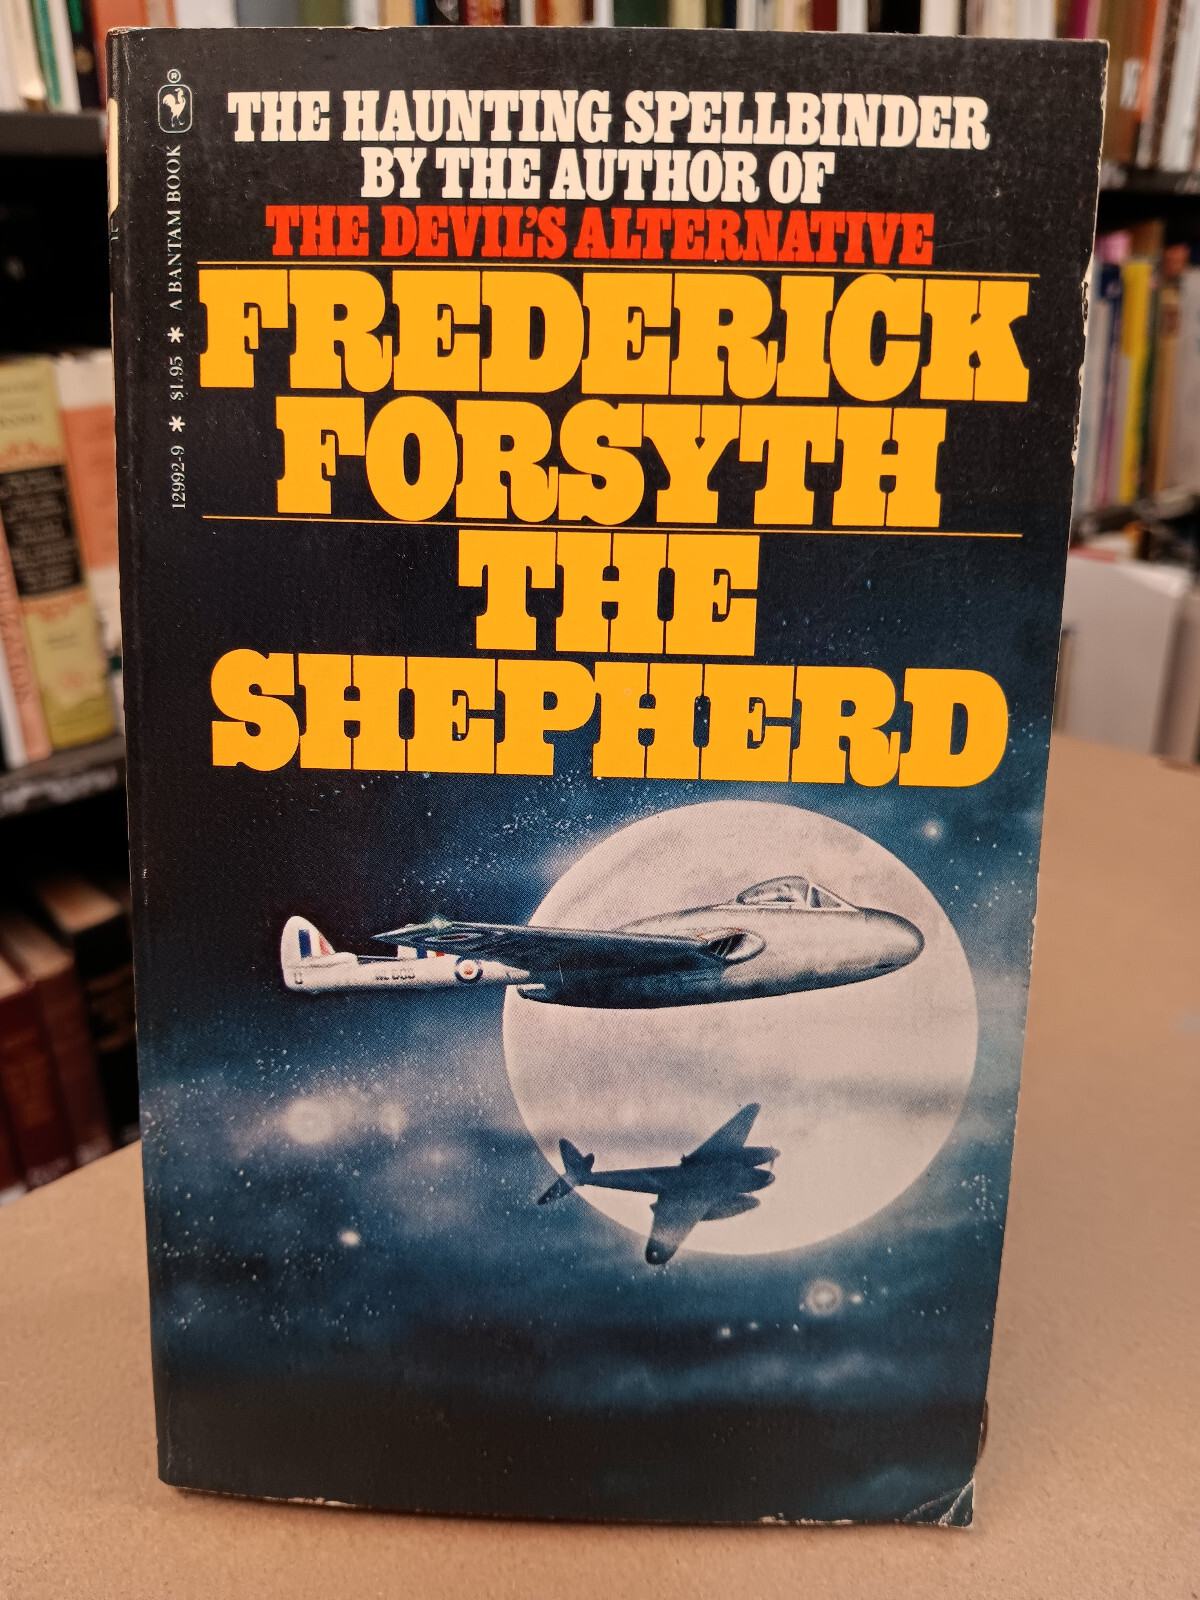 THE HAUNTING SPELLBINDER
BY THE AUTHOR OF
THE DEVIL'S ALTERNATIVE
FREDERICK
FORSYTH
THE
SHEPHERD
12992-9 * $1.95 * A BANTAM BOOK ®